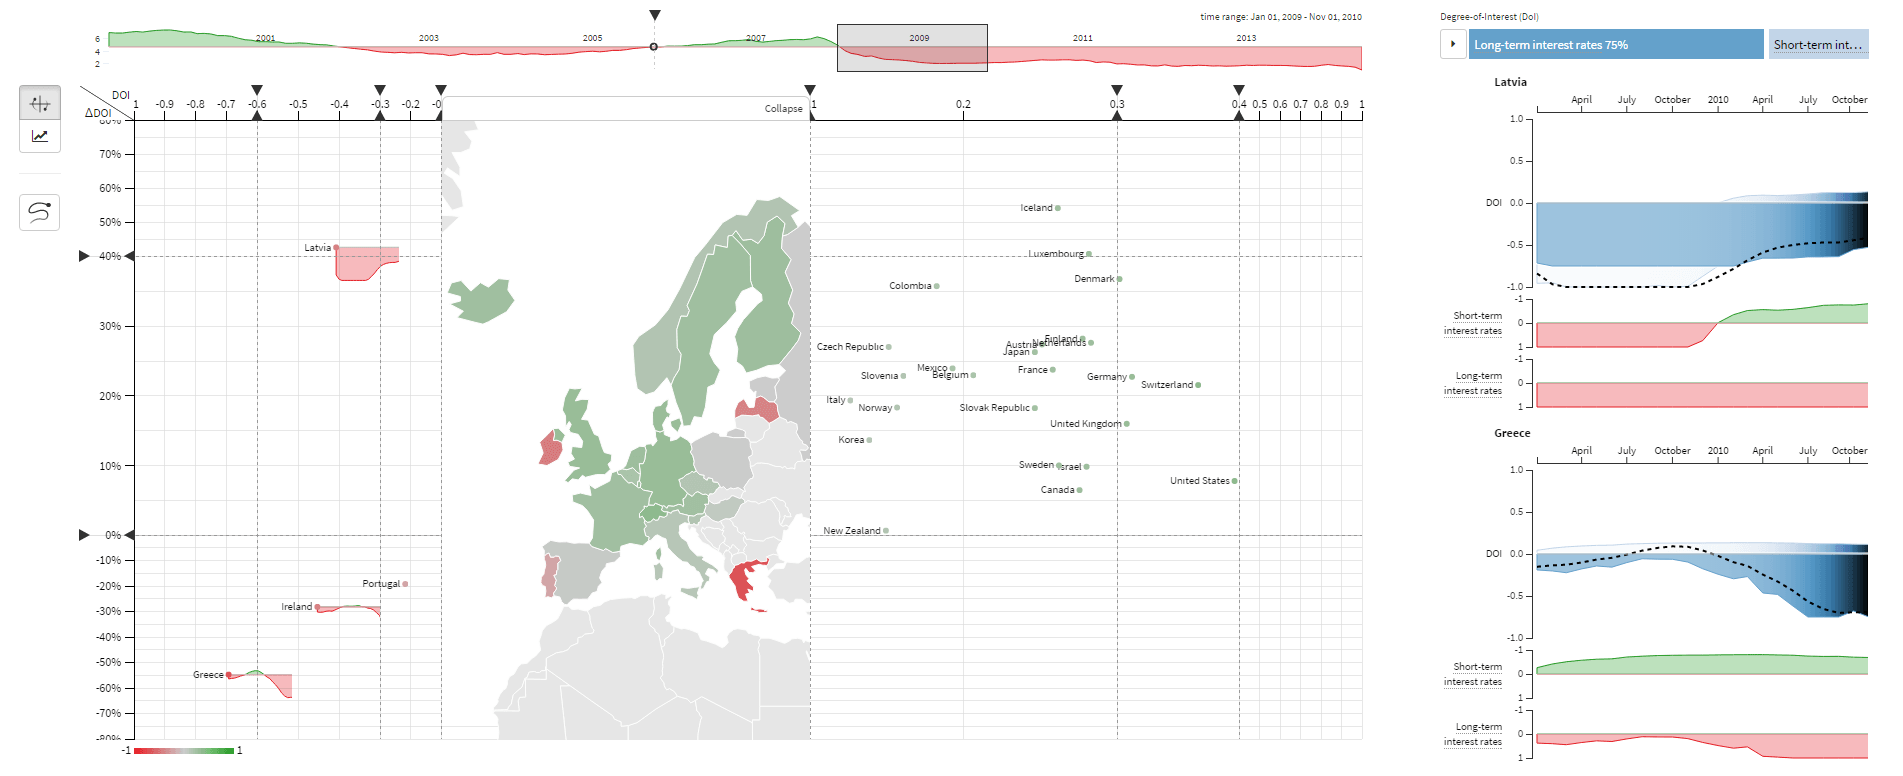 time range: Jan 01, 2009 - Nov 01, 2010
2001 2003 2005 2007 2009 2011 2013
6
4
2
DOI
ΔDOI
1 -0.9 -0.8 -0.7 -0.6 -0.5 -0.4 -0.3 -0.2 -0
Collapse
1 0.2 0.3 0.4 0.5 0.6 0.7 0.8 0.9 1
80%
70%
60%
50%
40%
30%
20%
10%
0%
-10%
-20%
-30%
-40%
-50%
-60%
-70%
-80%
Latvia
Portugal
Ireland
Greece
Iceland
Luxembourg
Denmark
Colombia
Finland
Netherlands
Austria
Czech Republic
Japan
Mexico
France
Slovenia
Belgium
Germany
Switzerland
Italy
Norway
Slovak Republic
United Kingdom
Korea
Sweden
Israel
United States
Canada
New Zealand
-1 1
Degree-of-Interest (DoI)
Long-term interest rates 75%
Short-term int...
Latvia
April July October 2010 April July October
1.0
0.5
DOI 0.0
-0.5
-1.0
-1
Short-term
0
interest rates
1
-1
Long-term
0
interest rates
1
Greece
April July October 2010 April July October
1.0
0.5
DOI 0.0
-0.5
-1.0
-1
Short-term
0
interest rates
1
-1
Long-term
0
interest rates
1